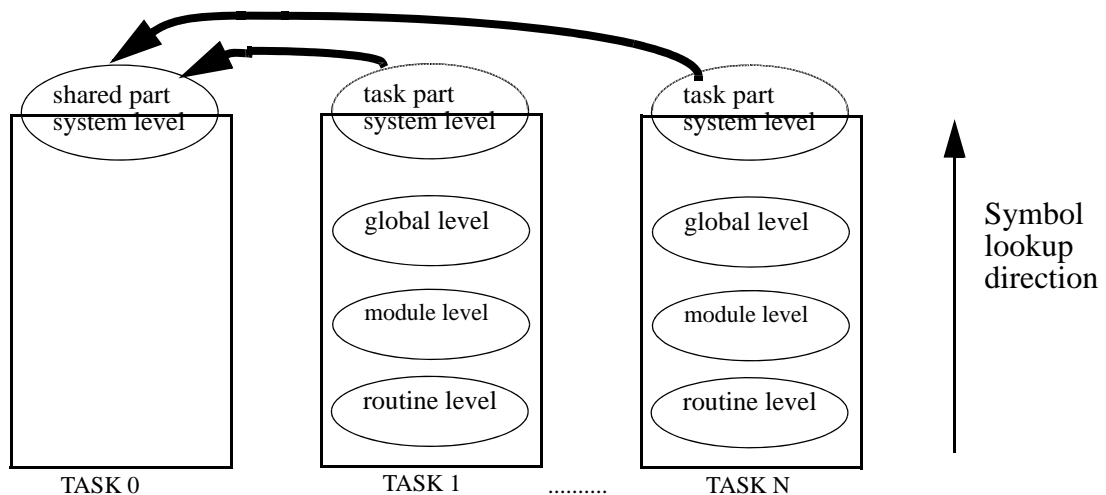 shared part
system level
task part
system level
task part
system level
global level
global level
module level
module level
routine level
routine level
Symbol
lookup
direction
TASK 0
TASK 1
..........
TASK N